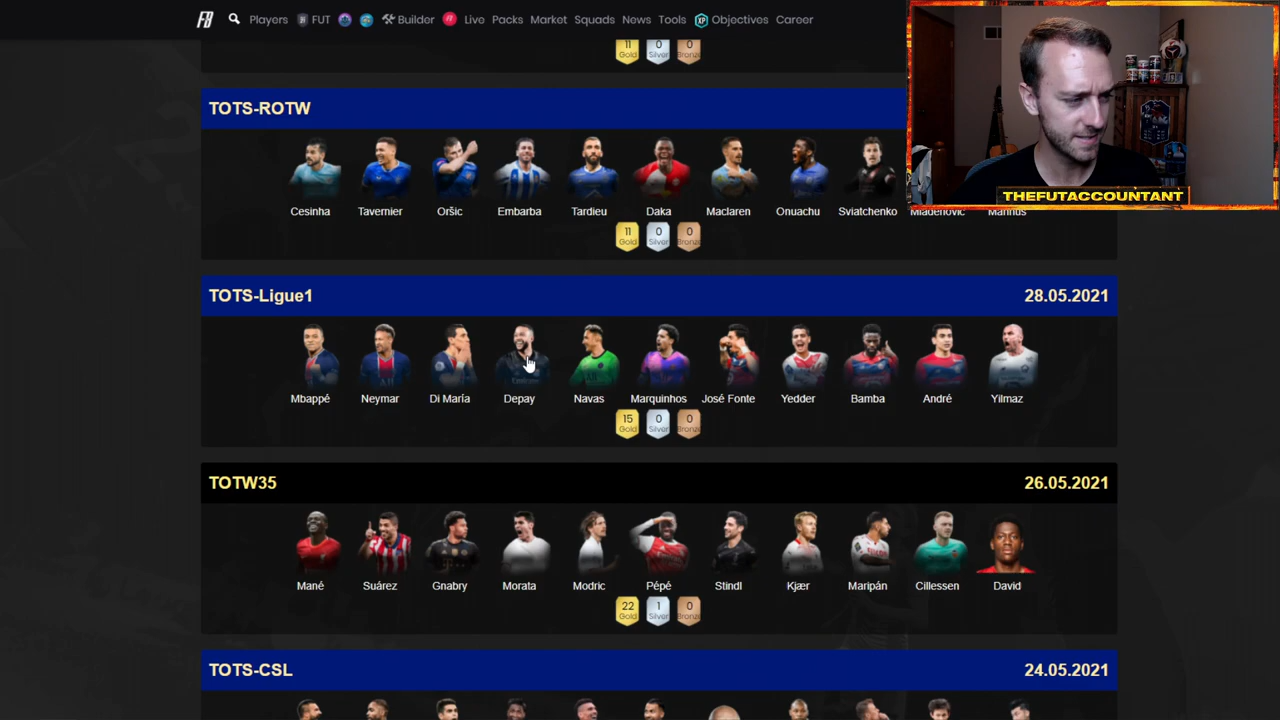 FB Players FUT Builder Live Packs Market Squads News Tools XP Objectives Career
11 Gold 0 Silver 0 Bronze
TOTS-ROTW
Cesinha Tavernier Oršic Embarba Tardieu Daka Maclaren Onuachu Sviatchenko Mladenovic Marinus
11 Gold 0 Silver 0 Bronze
THEFUTACCOUNTANT
TOTS-Ligue1 28.05.2021
Mbappé Neymar Di María Depay Navas Marquinhos José Fonte Yedder Bamba André Yilmaz
15 Gold 0 Silver 0 Bronze
TOTW35 26.05.2021
Mané Suárez Gnabry Morata Modric Pépé Stindl Kjær Maripán Cillessen David
22 Gold 1 Silver 0 Bronze
TOTS-CSL 24.05.2021